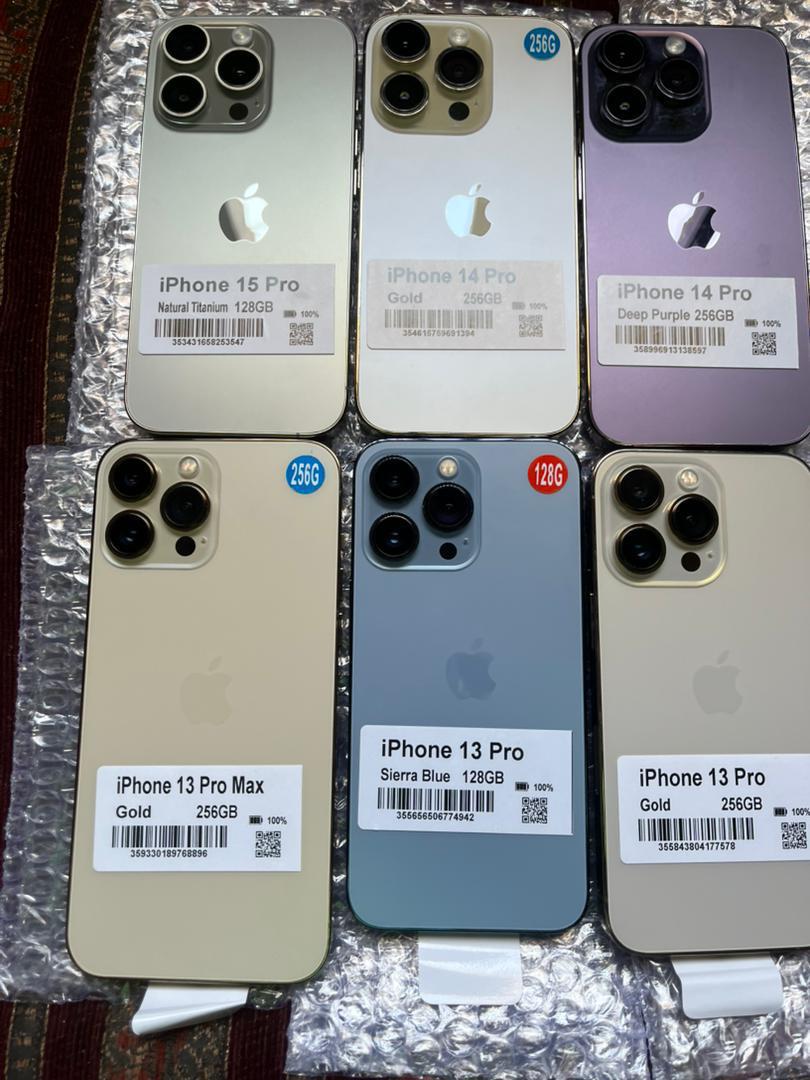 iPhone 15 Pro
Natural Titanium 128GB
100%
353431658253547
256G
iPhone 14 Pro
Gold 256GB
100%
354615759691394
iPhone 14 Pro
Deep Purple 256GB
100%
358996913138597
256G
iPhone 13 Pro Max
Gold 256GB
100%
359330189768896
128G
iPhone 13 Pro
Sierra Blue 128GB
100%
355656506774942
iPhone 13 Pro
Gold 256GB
100%
355843804177578